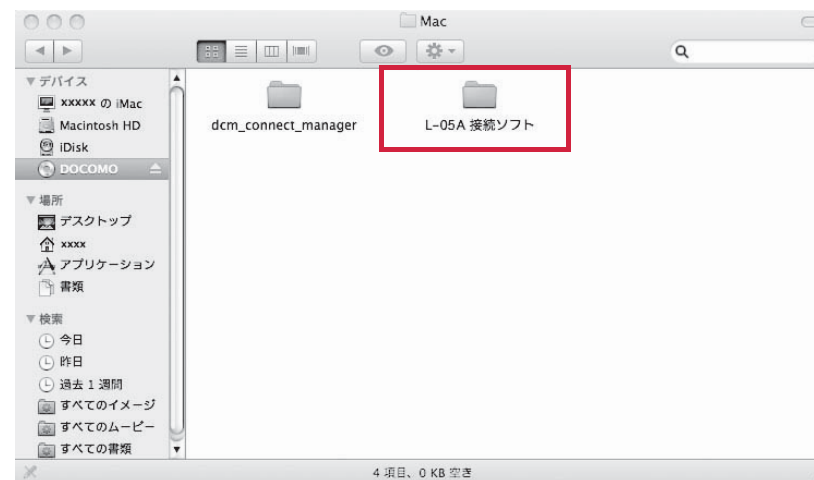 Mac
デバイス
xxxxx の iMac
Macintosh HD
iDisk
DOCOMO
場所
デスクトップ
xxxx
アプリケーション
書類
検索
今日
昨日
過去 1 週間
すべてのイメージ
すべてのムービー
すべての書類
dcm_connect_manager
L-05A 接続ソフト
4 項目、0 KB 空き